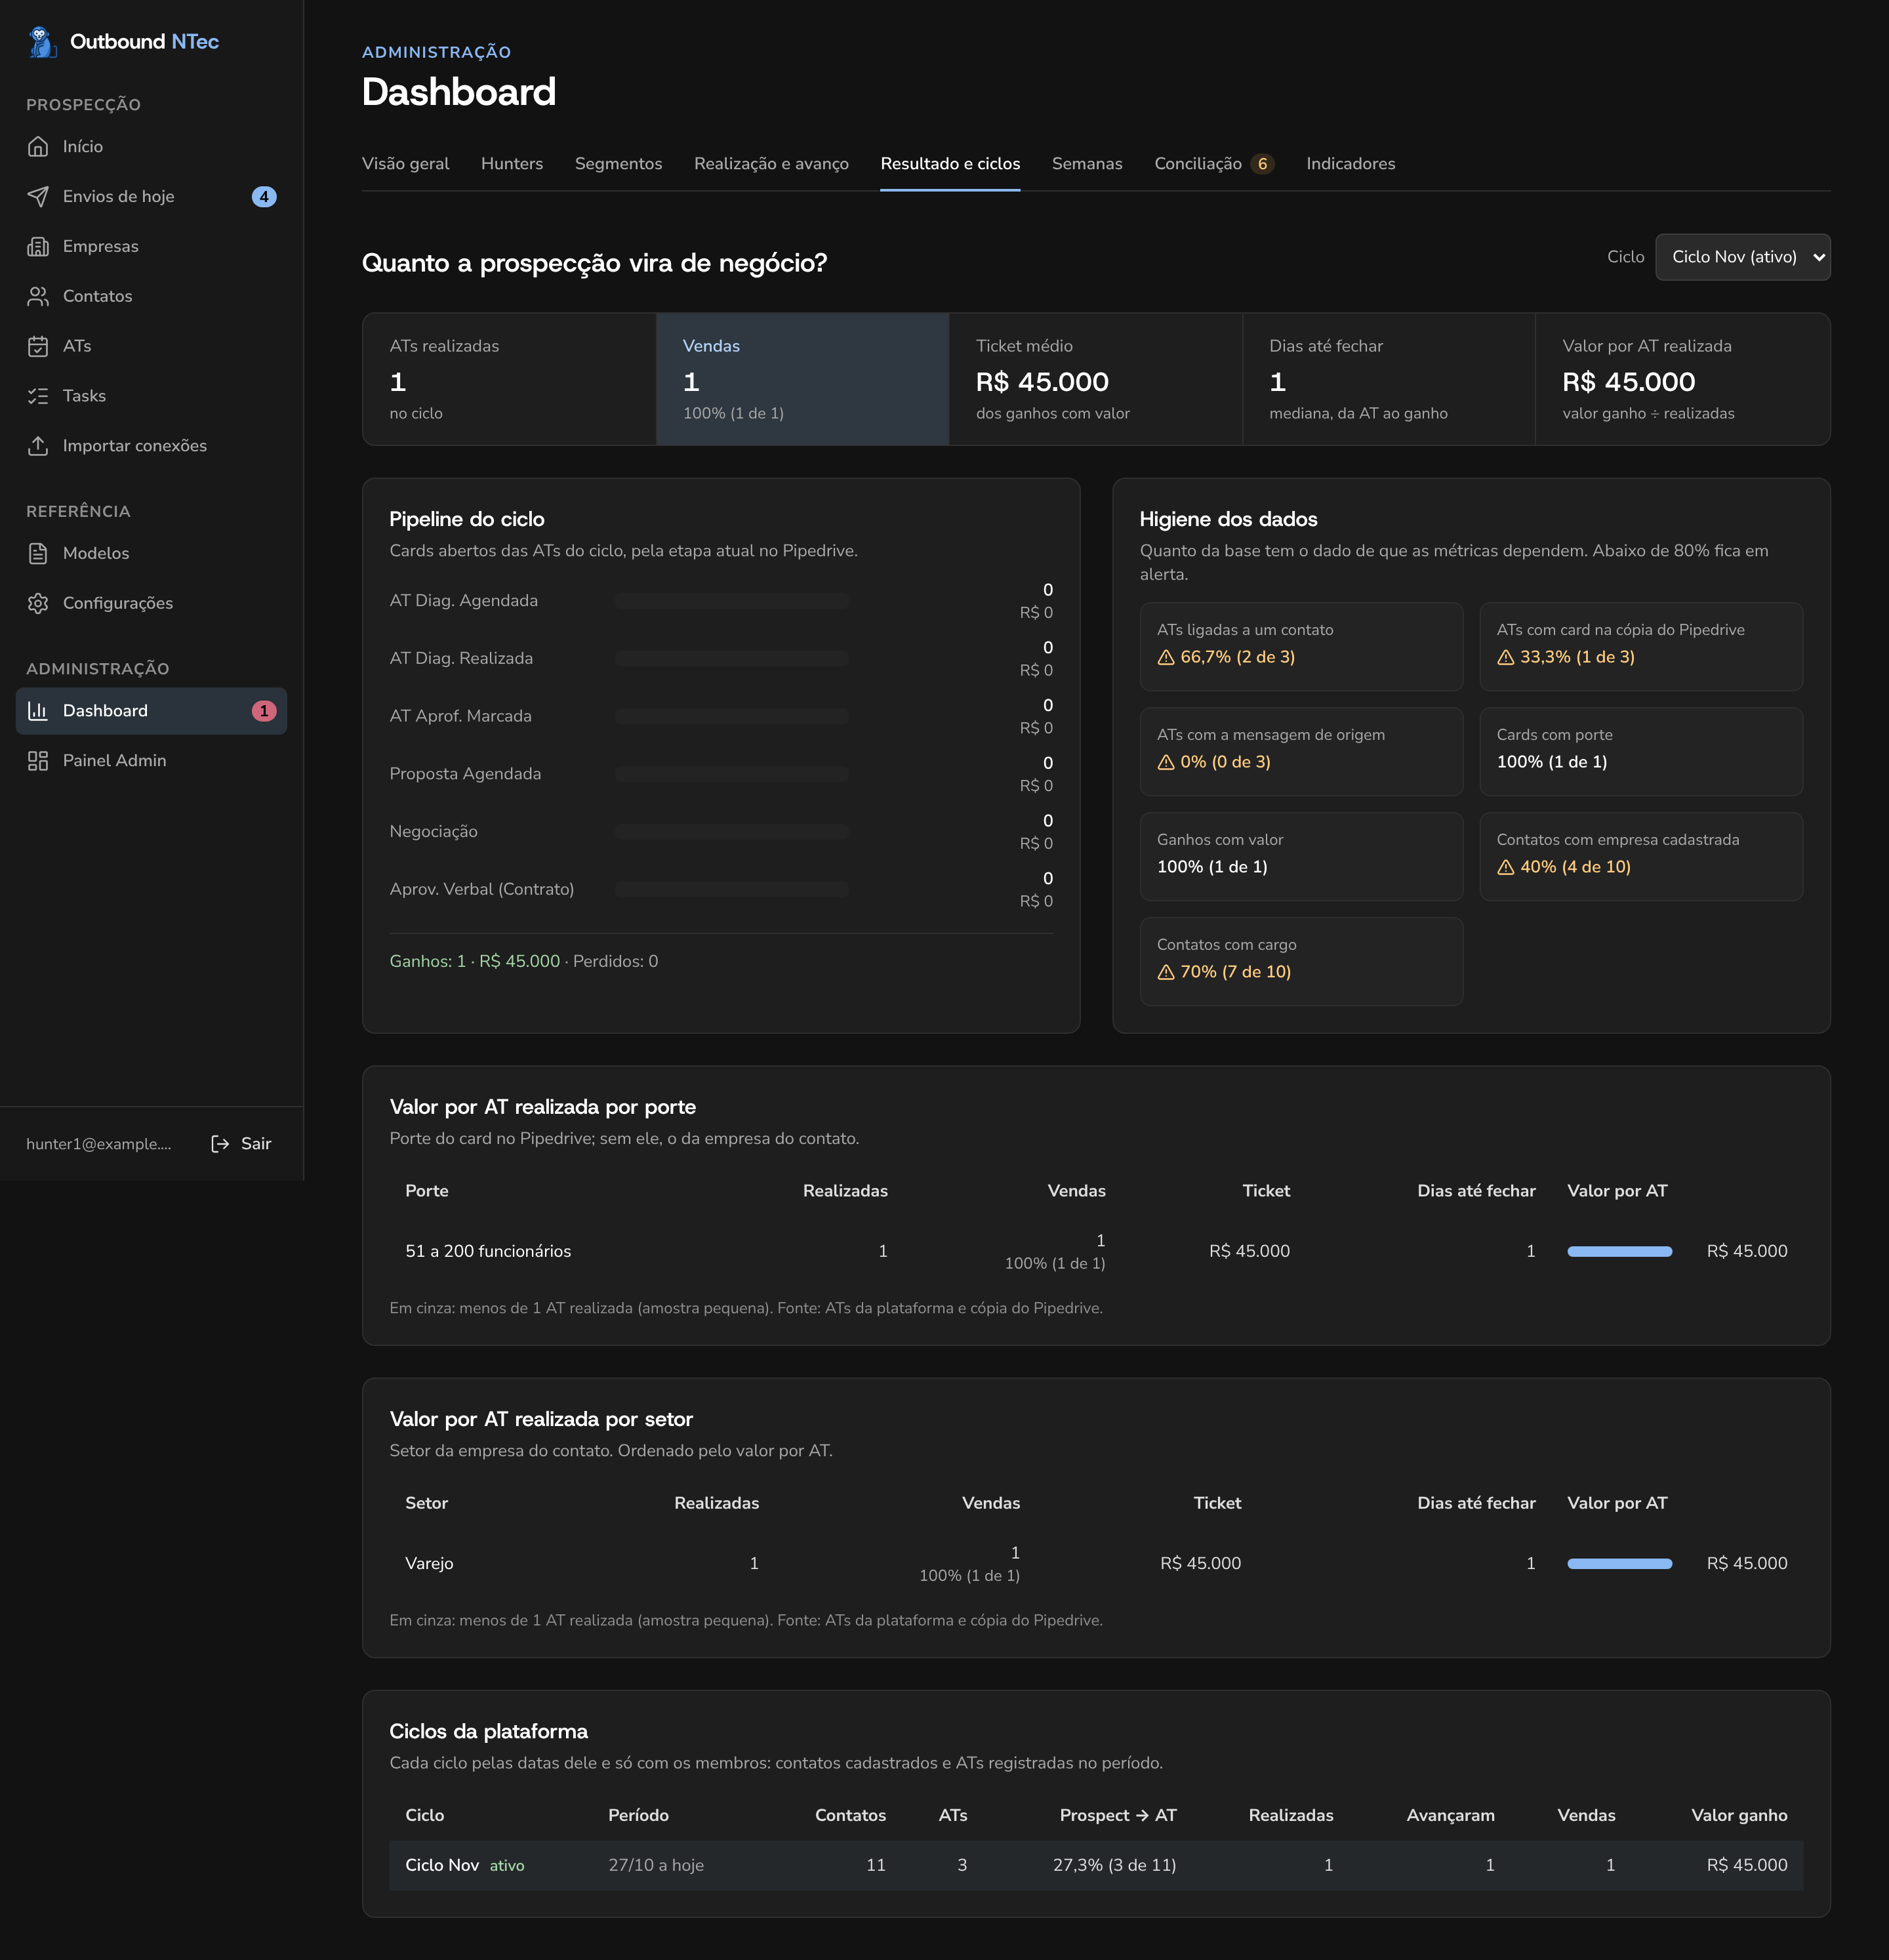 Outbound NTec
PROSPECÇÃO
Início
Envios de hoje 4
Empresas
Contatos
ATs
Tasks
Importar conexões
REFERÊNCIA
Modelos
Configurações
ADMINISTRAÇÃO
Dashboard 1
Painel Admin
hunter1@example.... Sair
ADMINISTRAÇÃO
Dashboard
Visão geral Hunters Segmentos Realização e avanço Resultado e ciclos Semanas Conciliação 6 Indicadores
Quanto a prospecção vira de negócio?
Ciclo Ciclo Nov (ativo)
ATs realizadas
1
no ciclo
Vendas
1
100% (1 de 1)
Ticket médio
R$ 45.000
dos ganhos com valor
Dias até fechar
1
mediana, da AT ao ganho
Valor por AT realizada
R$ 45.000
valor ganho ÷ realizadas
Pipeline do ciclo
Cards abertos das ATs do ciclo, pela etapa atual no Pipedrive.
AT Diag. Agendada 0
R$ 0
AT Diag. Realizada 0
R$ 0
AT Aprof. Marcada 0
R$ 0
Proposta Agendada 0
R$ 0
Negociação 0
R$ 0
Aprov. Verbal (Contrato) 0
R$ 0
Ganhos: 1 · R$ 45.000 · Perdidos: 0
Higiene dos dados
Quanto da base tem o dado de que as métricas dependem. Abaixo de 80% fica em
alerta.
ATs ligadas a um contato
66,7% (2 de 3)
ATs com card na cópia do Pipedrive
33,3% (1 de 3)
ATs com a mensagem de origem
0% (0 de 3)
Cards com porte
100% (1 de 1)
Ganhos com valor
100% (1 de 1)
Contatos com empresa cadastrada
40% (4 de 10)
Contatos com cargo
70% (7 de 10)
Valor por AT realizada por porte
Porte do card no Pipedrive; sem ele, o da empresa do contato.
Porte Realizadas Vendas Ticket Dias até fechar Valor por AT
51 a 200 funcionários 1 1 R$ 45.000 1 R$ 45.000
100% (1 de 1)
Em cinza: menos de 1 AT realizada (amostra pequena). Fonte: ATs da plataforma e cópia do Pipedrive.
Valor por AT realizada por setor
Setor da empresa do contato. Ordenado pelo valor por AT.
Setor Realizadas Vendas Ticket Dias até fechar Valor por AT
Varejo 1 1 R$ 45.000 1 R$ 45.000
100% (1 de 1)
Em cinza: menos de 1 AT realizada (amostra pequena). Fonte: ATs da plataforma e cópia do Pipedrive.
Ciclos da plataforma
Cada ciclo pelas datas dele e só com os membros: contatos cadastrados e ATs registradas no período.
Ciclo Período Contatos ATs Prospect → AT Realizadas Avançaram Vendas Valor ganho
Ciclo Nov ativo 27/10 a hoje 11 3 27,3% (3 de 11) 1 1 1 R$ 45.000